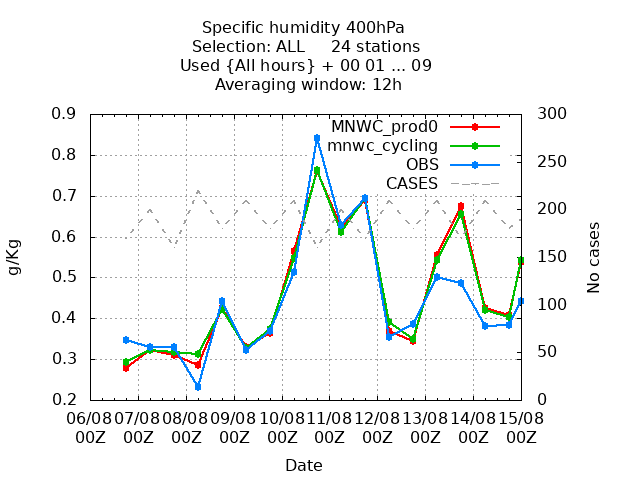 Specific humidity 400hPa
Selection: ALL     24 stations
Used {All hours} + 00 01 ... 09
Averaging window: 12h
MNWC_prod0
mnwc_cycling
OBS
CASES
0.9
0.8
0.7
0.6
0.5
0.4
0.3
0.2
g/Kg
300
250
200
150
100
50
0
No cases
06/08 07/08 08/08 09/08 10/08 11/08 12/08 13/08 14/08 15/08
00Z 00Z 00Z 00Z 00Z 00Z 00Z 00Z 00Z 00Z
Date